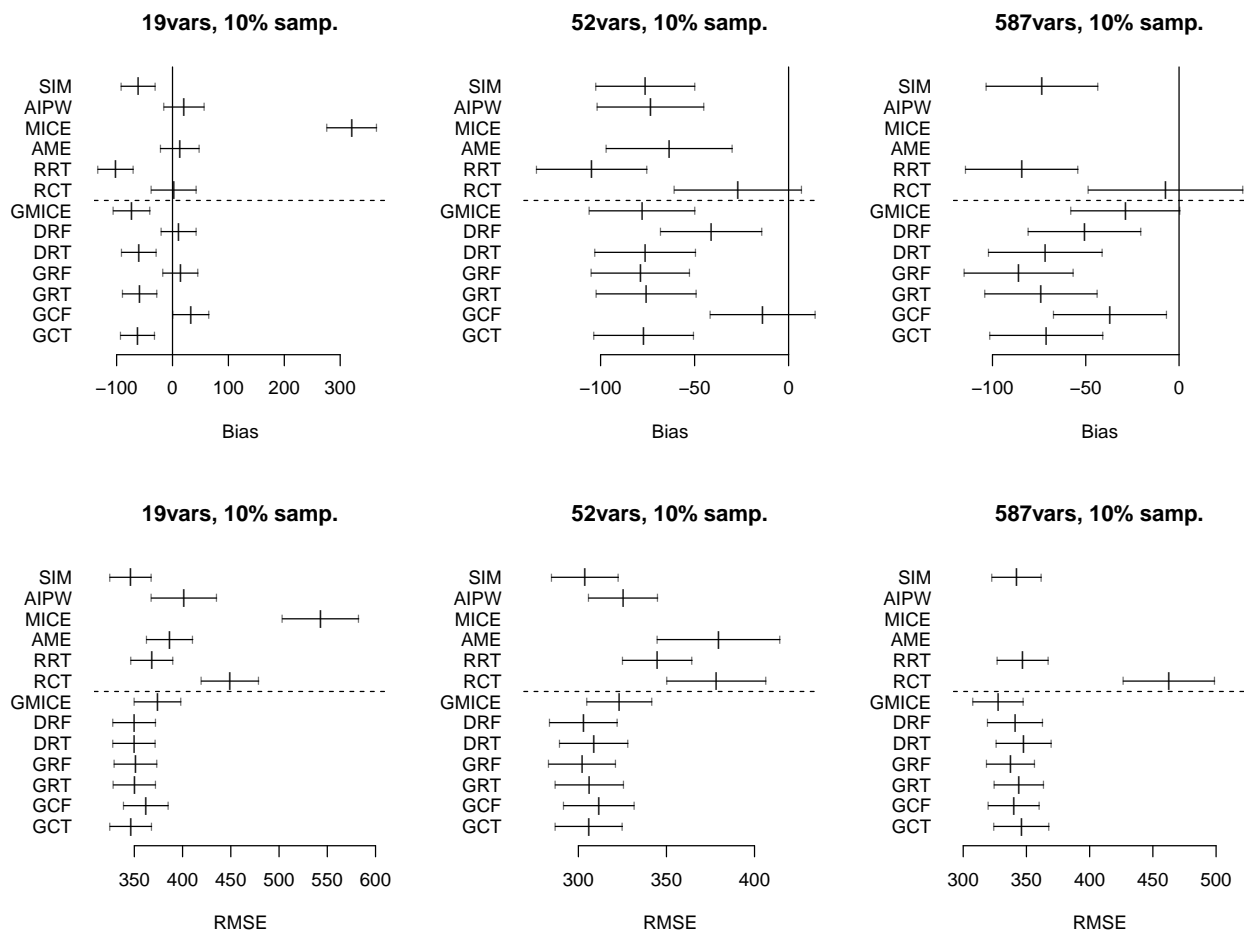 19vars, 10% samp.
SIM
AIPW
MICE
AME
RRT
RCT
GMICE
DRF
DRT
GRF
GRT
GCF
GCT
−100 0 100 200 300
Bias
52vars, 10% samp.
SIM
AIPW
MICE
AME
RRT
RCT
GMICE
DRF
DRT
GRF
GRT
GCF
GCT
−100 −50 0
Bias
587vars, 10% samp.
SIM
AIPW
MICE
AME
RRT
RCT
GMICE
DRF
DRT
GRF
GRT
GCF
GCT
−100 −50 0
Bias
19vars, 10% samp.
SIM
AIPW
MICE
AME
RRT
RCT
GMICE
DRF
DRT
GRF
GRT
GCF
GCT
350 400 450 500 550 600
RMSE
52vars, 10% samp.
SIM
AIPW
MICE
AME
RRT
RCT
GMICE
DRF
DRT
GRF
GRT
GCF
GCT
300 350 400
RMSE
587vars, 10% samp.
SIM
AIPW
MICE
AME
RRT
RCT
GMICE
DRF
DRT
GRF
GRT
GCF
GCT
300 350 400 450 500
RMSE